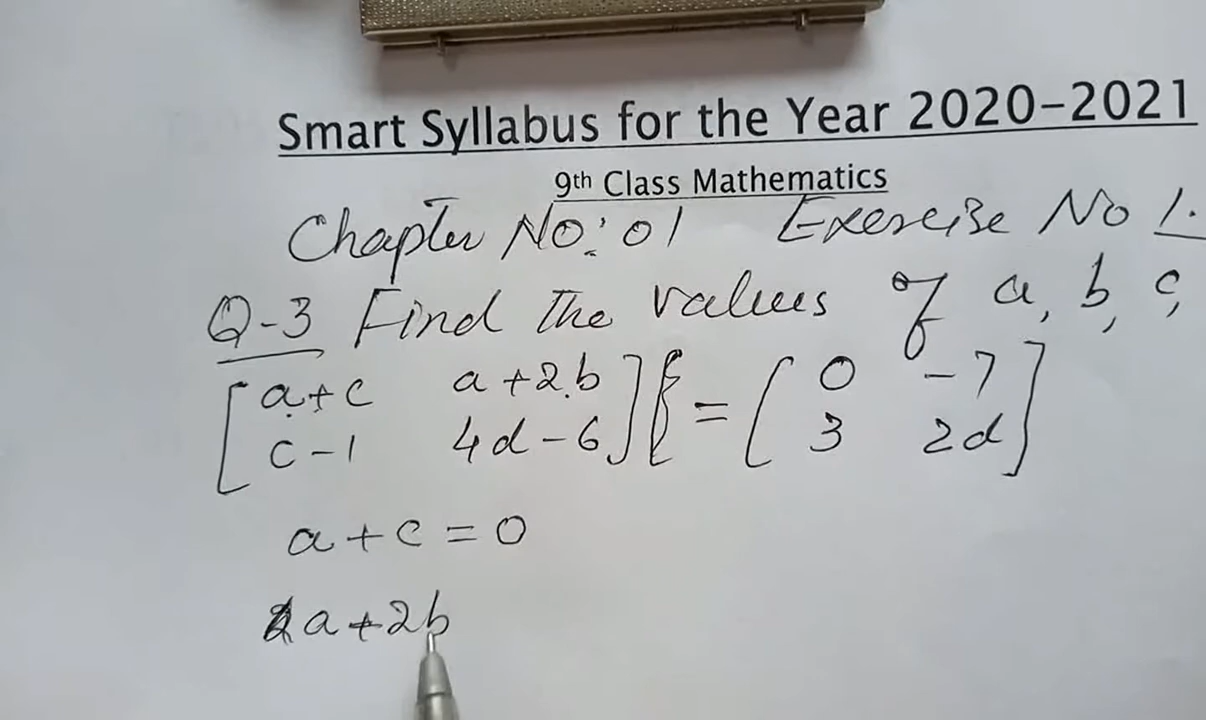 Smart Syllabus for the Year 2020-2021
9th Class Mathematics
Chapter No: 01 Exercise No 1.
Q-3 Find The values of a, b, c,
[a+c a+2b] = [0 -7]
[c-1 4d-6] [3 2d]
a+c=0
a+2b